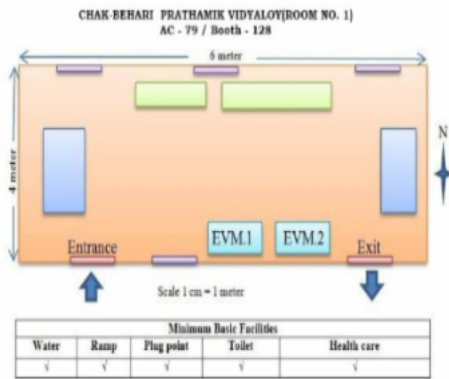 CHAK-BEHARI PRATHAMIK VIDYALOY(ROOM NO. 1)
AC - 79 / Booth - 128
6 meter
4 meter
N
EVM.1 EVM.2
Entrance Exit
Scale 1 cm = 1 meter
Minimum Basic Facilities
Water Ramp Plug point Toilet Health care
√ √ √ √ √